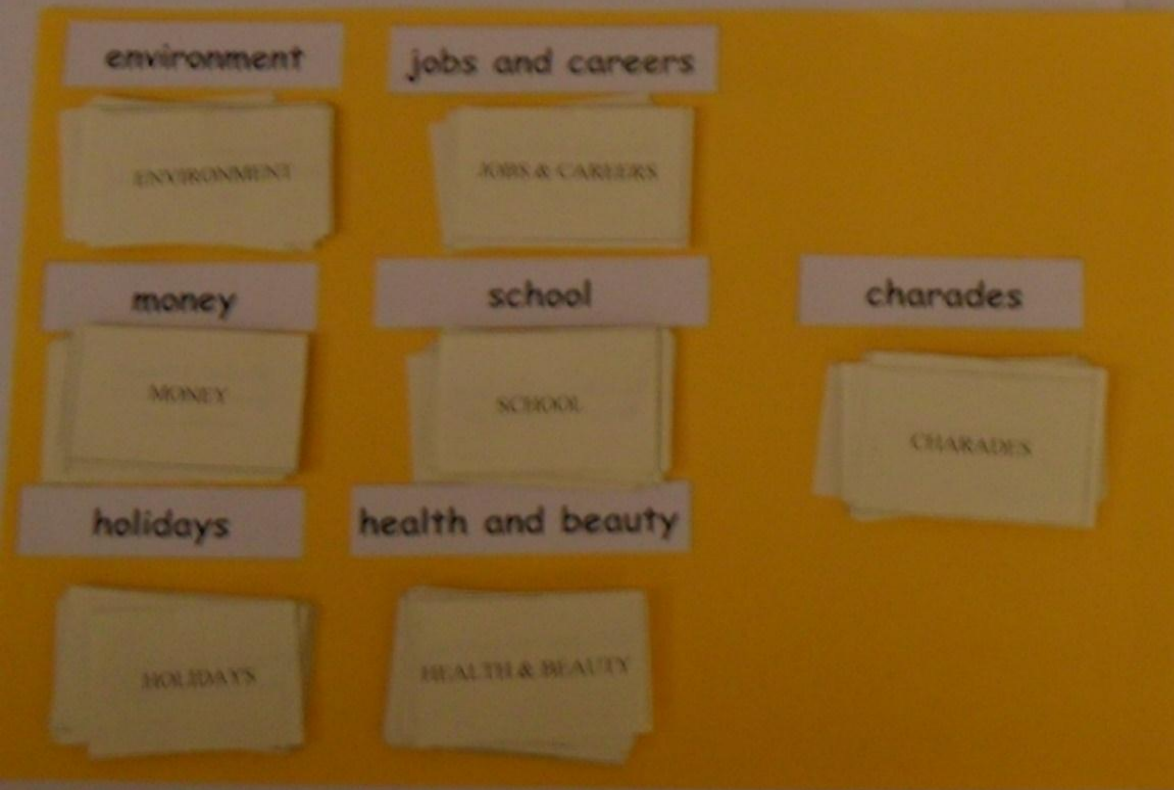 environment
ENVIRONMENT
jobs and careers
JOBS & CAREERS
money
MONEY
school
SCHOOL
charades
CHARADES
holidays
HOLIDAYS
health and beauty
HEALTH & BEAUTY